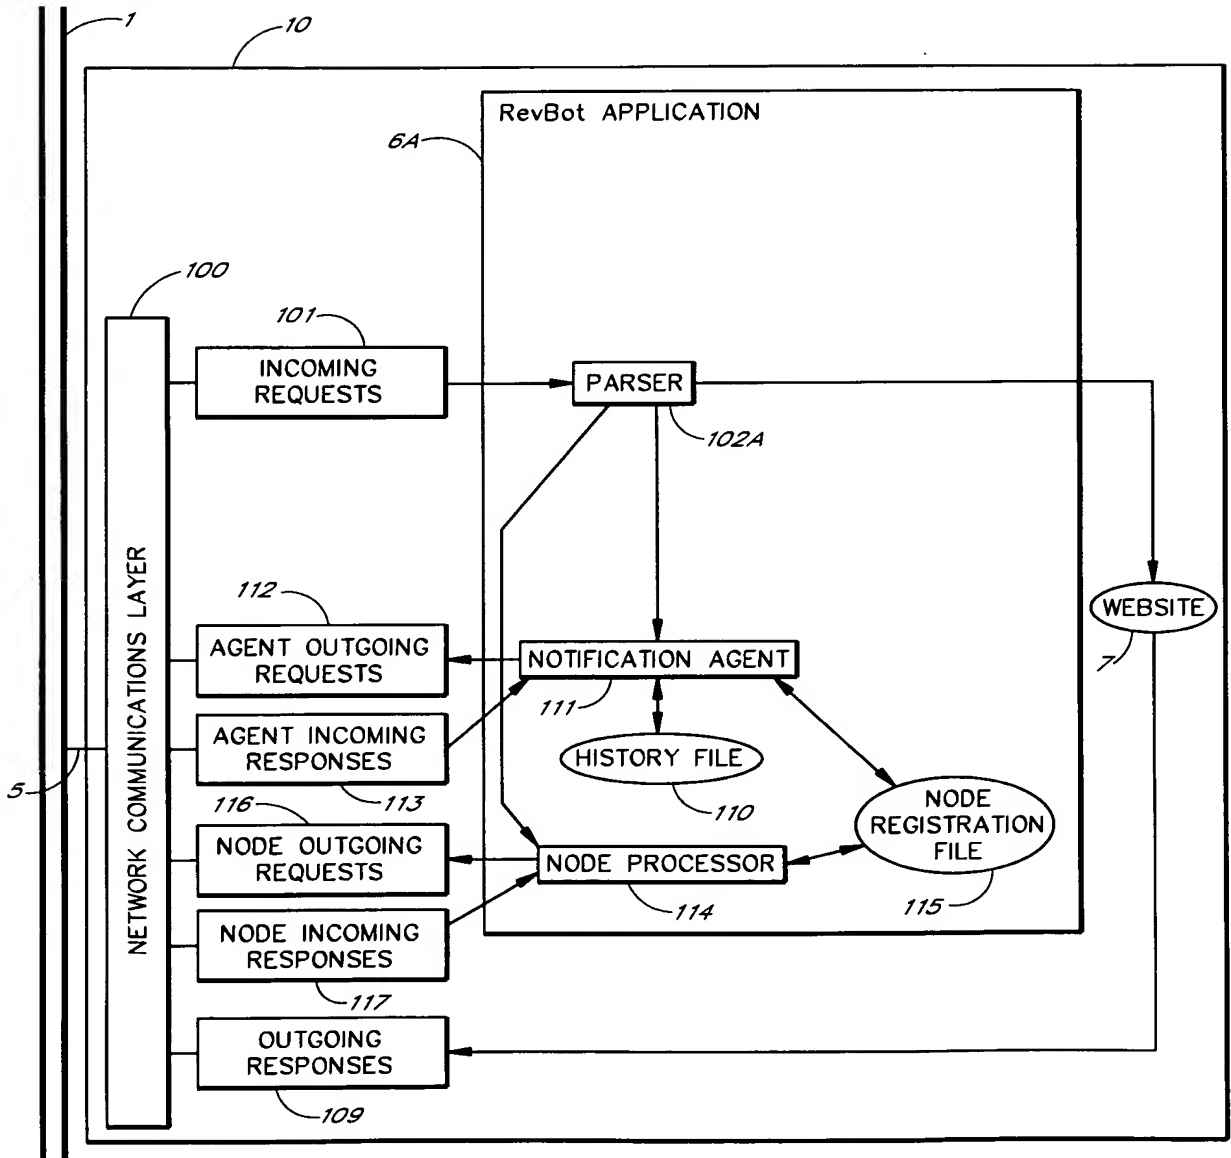 1
10
RevBot APPLICATION
6A
100
101
INCOMING
REQUESTS
PARSER
102A
NETWORK COMMUNICATIONS LAYER
112
AGENT OUTGOING
REQUESTS
NOTIFICATION AGENT
111
WEBSITE
7
AGENT INCOMING
RESPONSES
113
HISTORY FILE
110
5
116
NODE OUTGOING
REQUESTS
NODE PROCESSOR
114
NODE
REGISTRATION
FILE
115
NODE INCOMING
RESPONSES
117
OUTGOING
RESPONSES
109